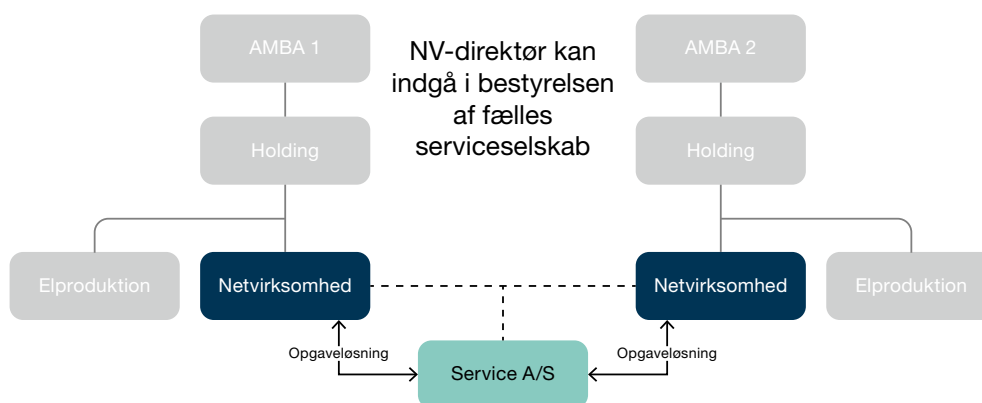 AMBA 1
NV-direktør kan
indgå i bestyrelsen
af fælles
serviceselskab
AMBA 2
Holding
Holding
Elproduktion
Netvirksomhed
Netvirksomhed
Elproduktion
Opgaveløsning
Opgaveløsning
Service A/S